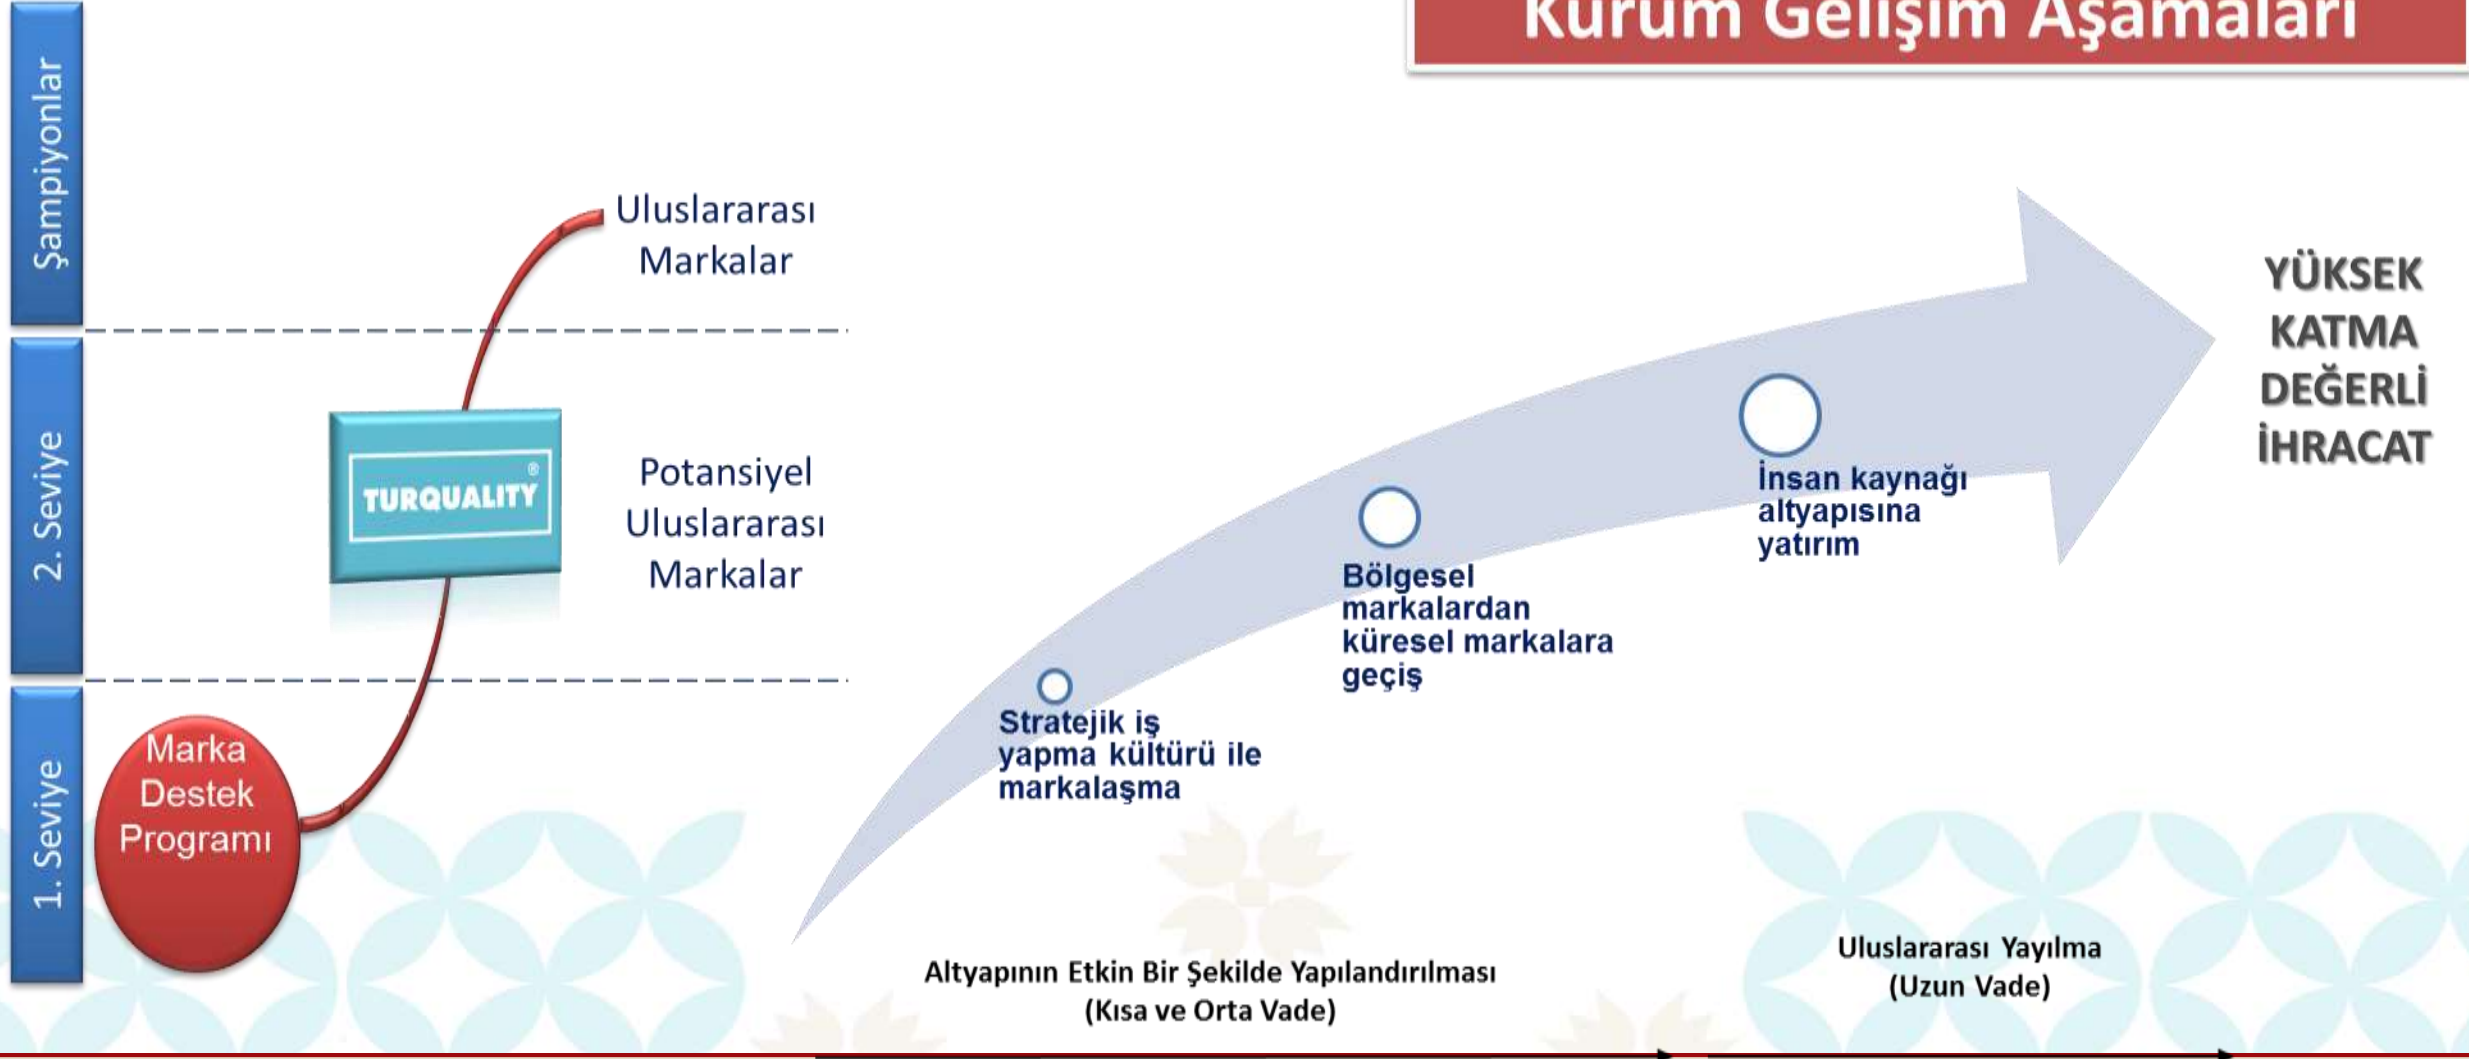 Kurum Gelişim Aşamaları
Şampiyonlar
Uluslararası
Markalar
2. Seviye
TURQUALITY®
Potansiyel
Uluslararası
Markalar
1. Seviye
Marka
Destek
Programı
Stratejik iş
yapma kültürü ile
markalaşma
Bölgesel
markalardan
küresel markalara
geçiş
İnsan kaynağı
altyapısına
yatırım
YÜKSEK
KATMA
DEĞERLİ
İHRACAT
Altyapının Etkin Bir Şekilde Yapılandırılması
(Kısa ve Orta Vade)
Uluslararası Yayılma
(Uzun Vade)